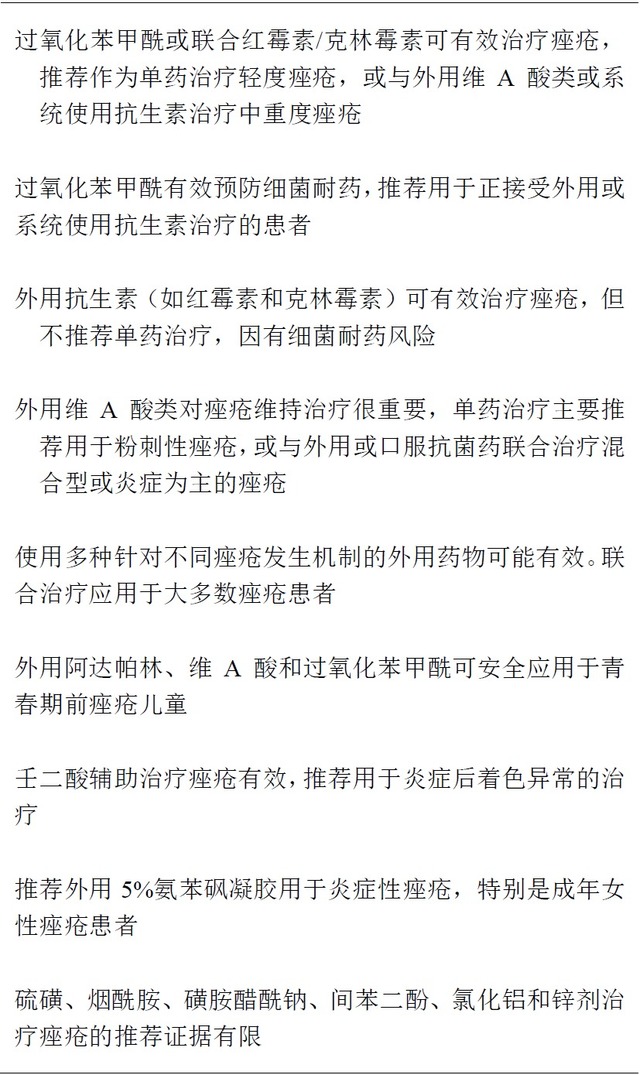 过氧化苯甲酰或联合红霉素/克林霉素可有效治疗痤疮，
推荐作为单药治疗轻度痤疮，或与外用维 A 酸类或系
统使用抗生素治疗中重度痤疮
过氧化苯甲酰有效预防细菌耐药，推荐用于正接受外用或
系统使用抗生素治疗的患者
外用抗生素（如红霉素和克林霉素）可有效治疗痤疮，但
不推荐单药治疗，因有细菌耐药风险
外用维 A 酸类对痤疮维持治疗很重要，单药治疗主要推
荐用于粉刺性痤疮，或与外用或口服抗菌药联合治疗混
合型或炎症为主的痤疮
使用多种针对不同痤疮发生机制的外用药物可能有效。联
合治疗应用于大多数痤疮患者
外用阿达帕林、维 A 酸和过氧化苯甲酰可安全应用于青
春期前痤疮儿童
壬二酸辅助治疗痤疮有效，推荐用于炎症后着色异常的治
疗
推荐外用 5%氨苯砜凝胶用于炎症性痤疮，特别是成年女
性痤疮患者
硫磺、烟酰胺、磺胺醋酰钠、间苯二酚、氯化铝和锌剂治
疗痤疮的推荐证据有限